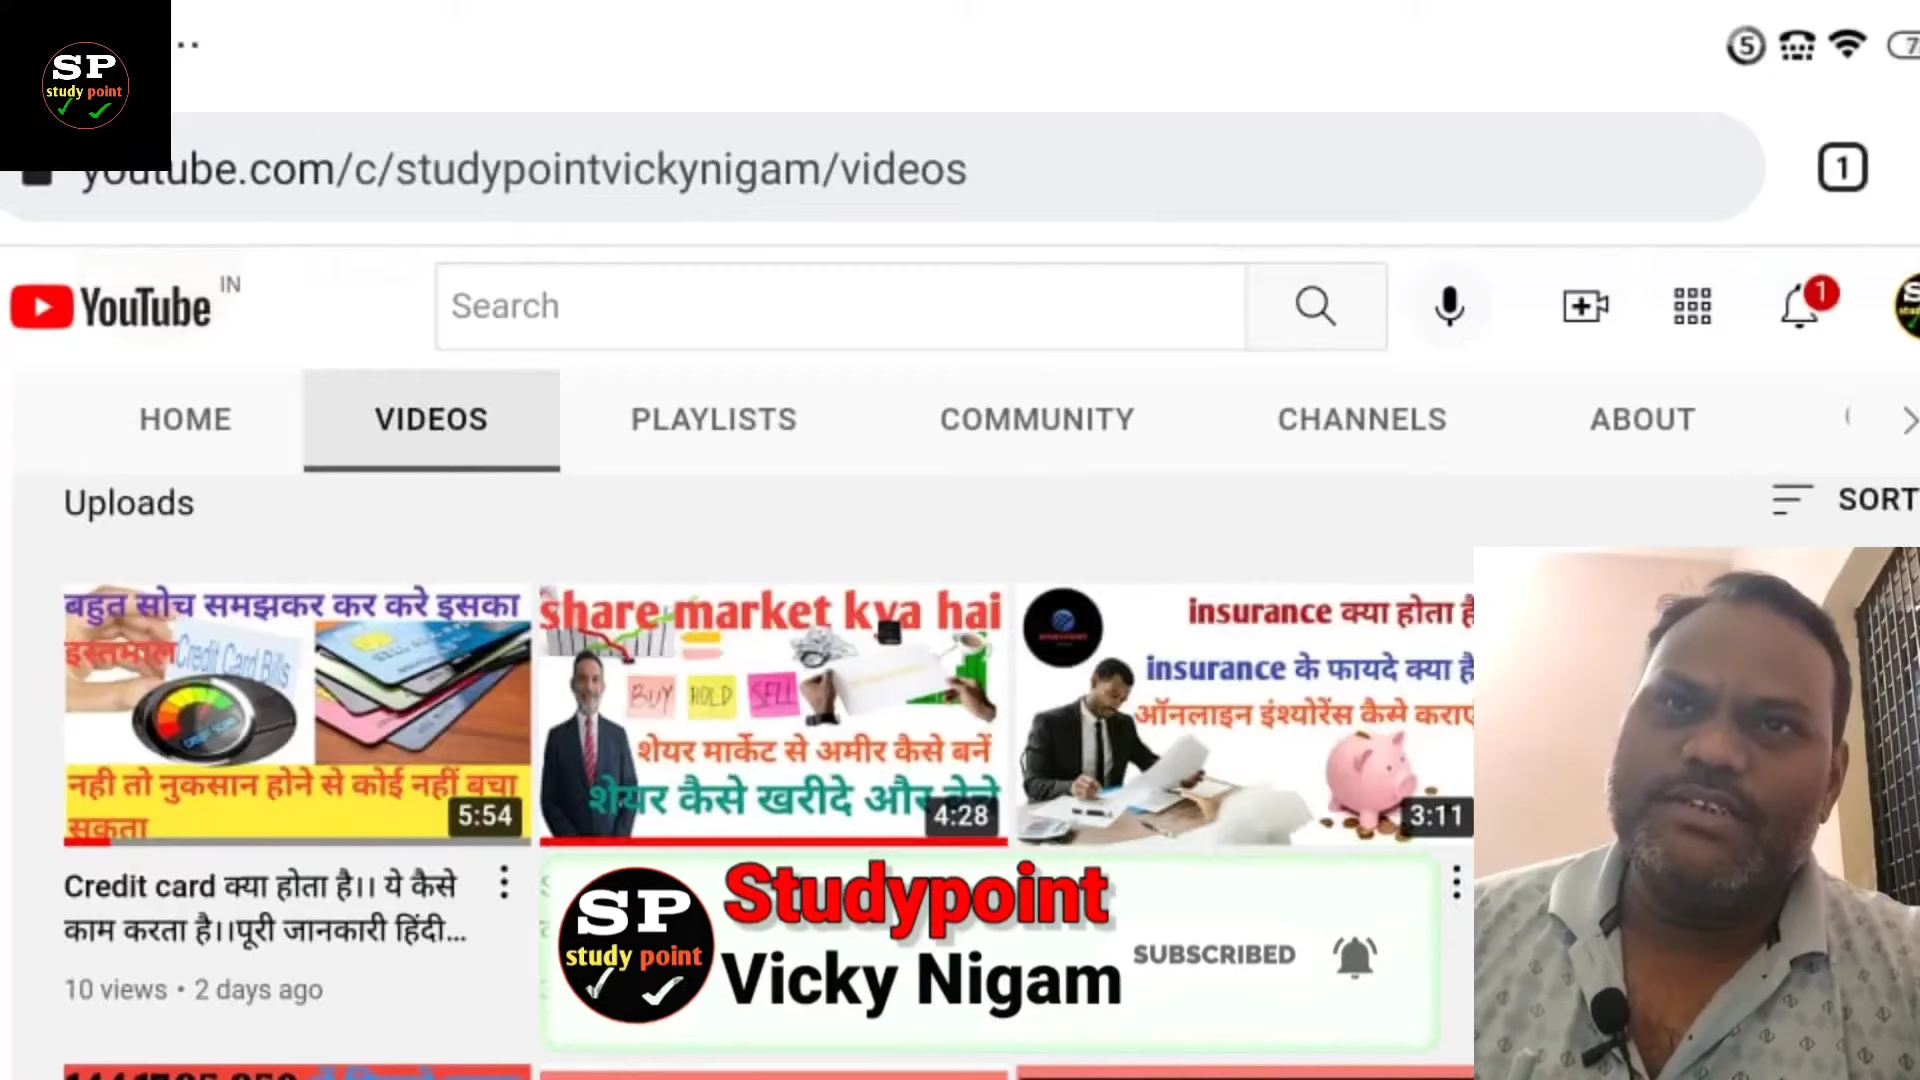 SP
study point
5
youtube.com/c/studypointvickynigam/videos
1
YouTube IN
Search
1
HOME VIDEOS PLAYLISTS COMMUNITY CHANNELS ABOUT
Uploads
SORT
बहुत सोच समझकर कर करे इसका
इस्तमाल
Credit Card Bills
नही तो नुकसान होने से कोई नहीं बचा
सकता
5:54
share market kya hai
BUY HOLD SELL
शेयर मार्केट से अमीर कैसे बनें
शेयर कैसे खरीदे और बेचे
4:28
insurance क्या होता है
insurance के फायदे क्या है
ऑनलाइन इंश्योरेंस कैसे कराए
3:11
Credit card क्या होता है।। ये कैसे
काम करता है।।पूरी जानकारी हिंदी...
10 views • 2 days ago
SP
study point
Studypoint
Vicky Nigam
SUBSCRIBED